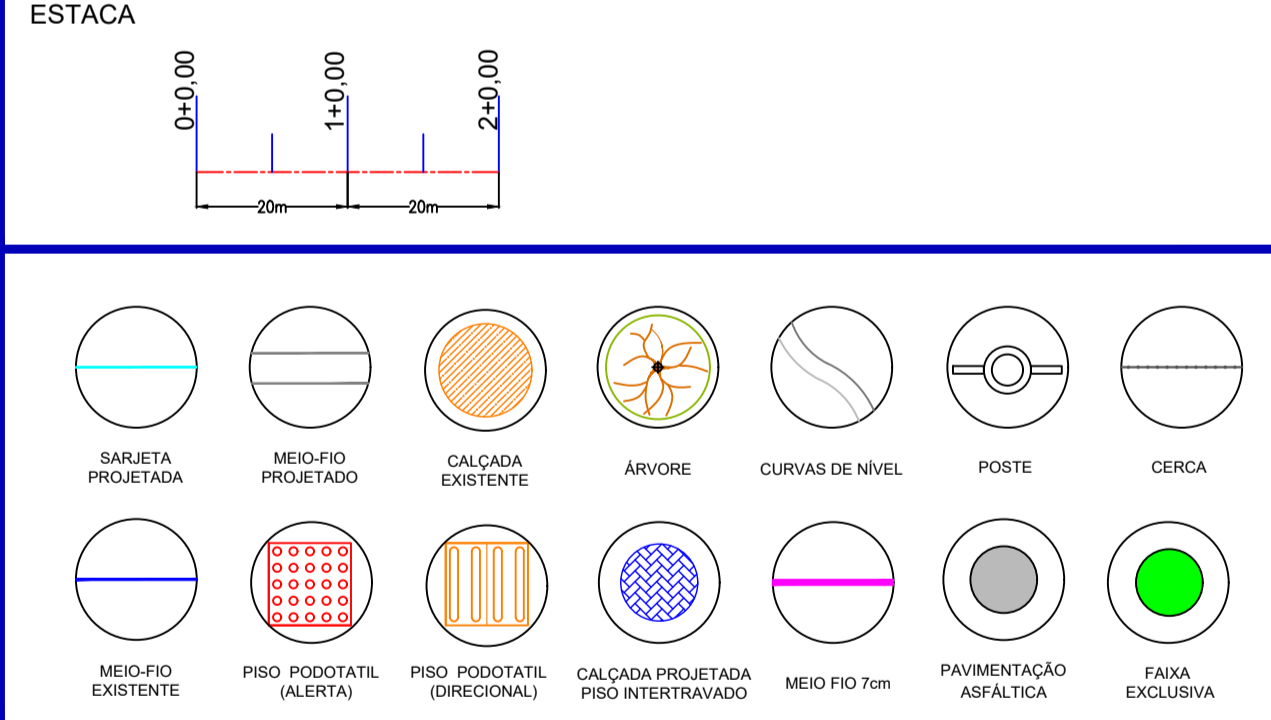 ESTACA
0+0,00
1+0,00
2+0,00
20m
20m
SARJETA
PROJETADA
MEIO-FIO
PROJETADO
CALÇADA
EXISTENTE
ÁRVORE
CURVAS DE NÍVEL
POSTE
CERCA
MEIO-FIO
EXISTENTE
PISO PODOTATIL
(ALERTA)
PISO PODOTATIL
(DIRECIONAL)
CALÇADA PROJETADA
PISO INTERTRAVADO
MEIO FIO 7cm
PAVIMENTAÇÃO
ASFÁLTICA
FAIXA
EXCLUSIVA